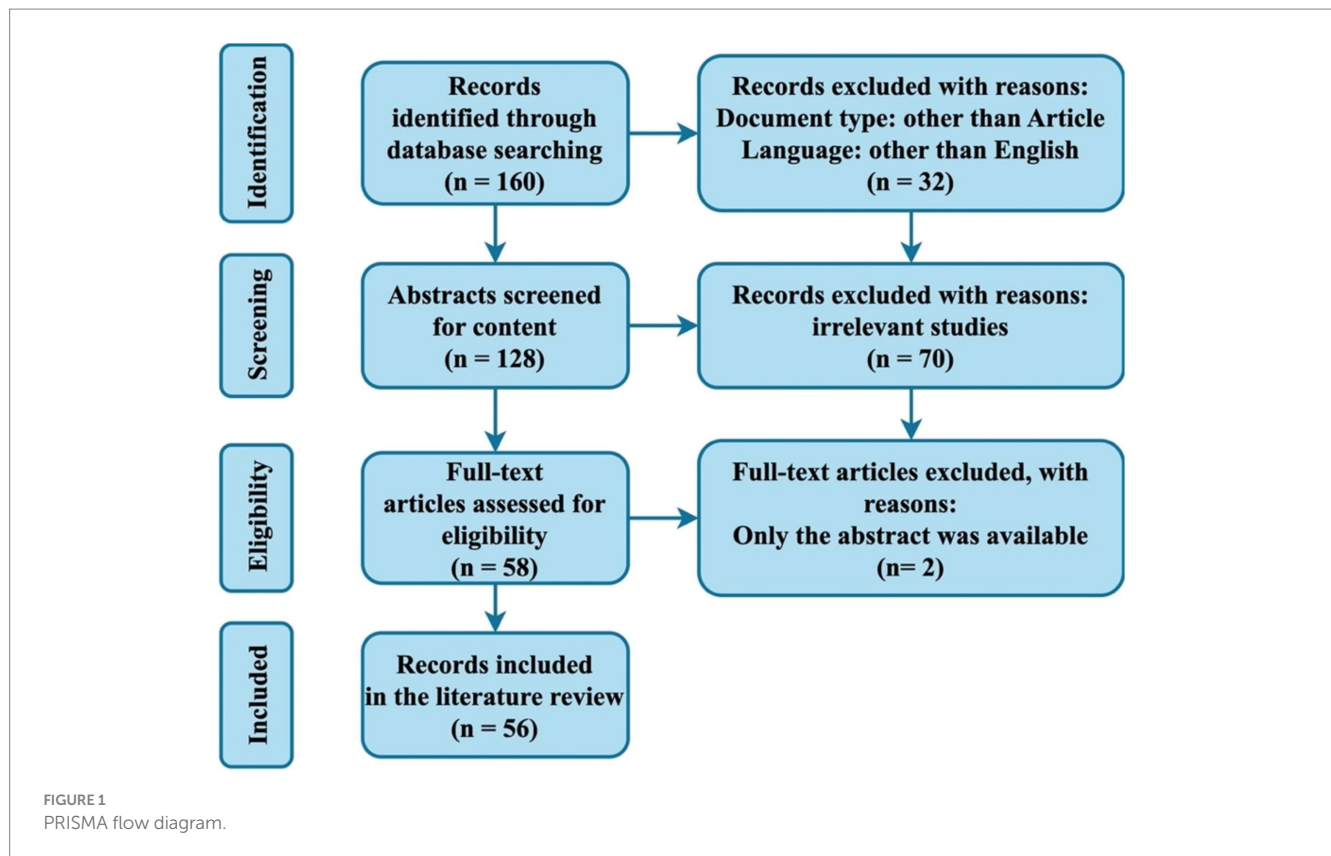 Identification
Records
identified through
database searching
(n = 160)
Records excluded with reasons:
Document type: other than Article
Language: other than English
(n = 32)
Screening
Abstracts screened
for content
(n = 128)
Records excluded with reasons:
irrelevant studies
(n = 70)
Eligibility
Full-text
articles assessed for
eligibility
(n = 58)
Full-text articles excluded, with
reasons:
Only the abstract was available
(n= 2)
Included
Records included
in the literature review
(n = 56)
FIGURE 1
PRISMA flow diagram.